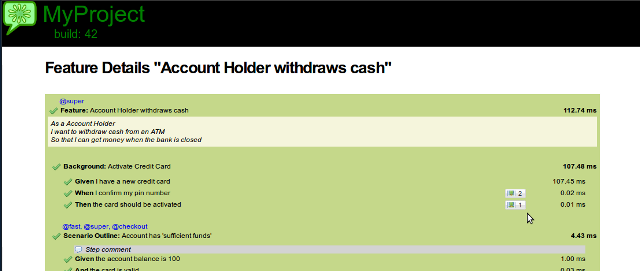 MyProject
build: 42
Feature Details "Account Holder withdraws cash"
@super
Feature: Account Holder withdraws cash 112.74 ms
As a Account Holder
I want to withdraw cash from an ATM
So that I can get money when the bank is closed
Background: Activate Credit Card 107.48 ms
Given I have a new credit card 107.45 ms
When I confirm my pin number 2 0.02 ms
Then the card should be activated 1 0.01 ms
@fast, @super, @checkout
Scenario Outline: Account has 'sufficient funds' 4.43 ms
Step comment
Given the account balance is 100 1.00 ms
And the card is valid 0.02 ms